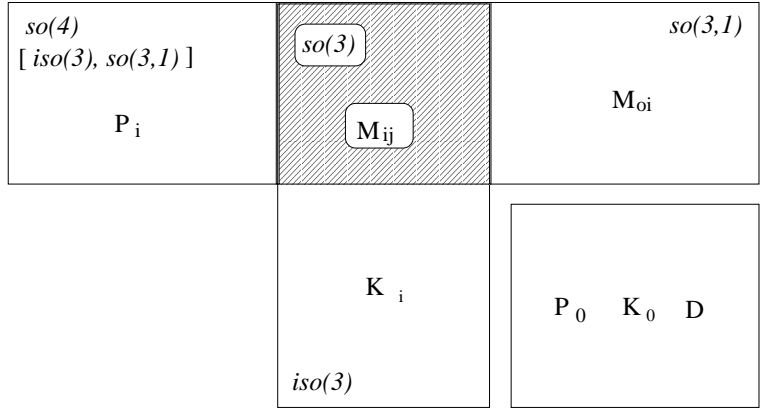 so(4)
[ iso(3), so(3,1) ]
P i
so(3)
M ij
so(3,1)
M oi
K i
iso(3)
P 0 K 0 D